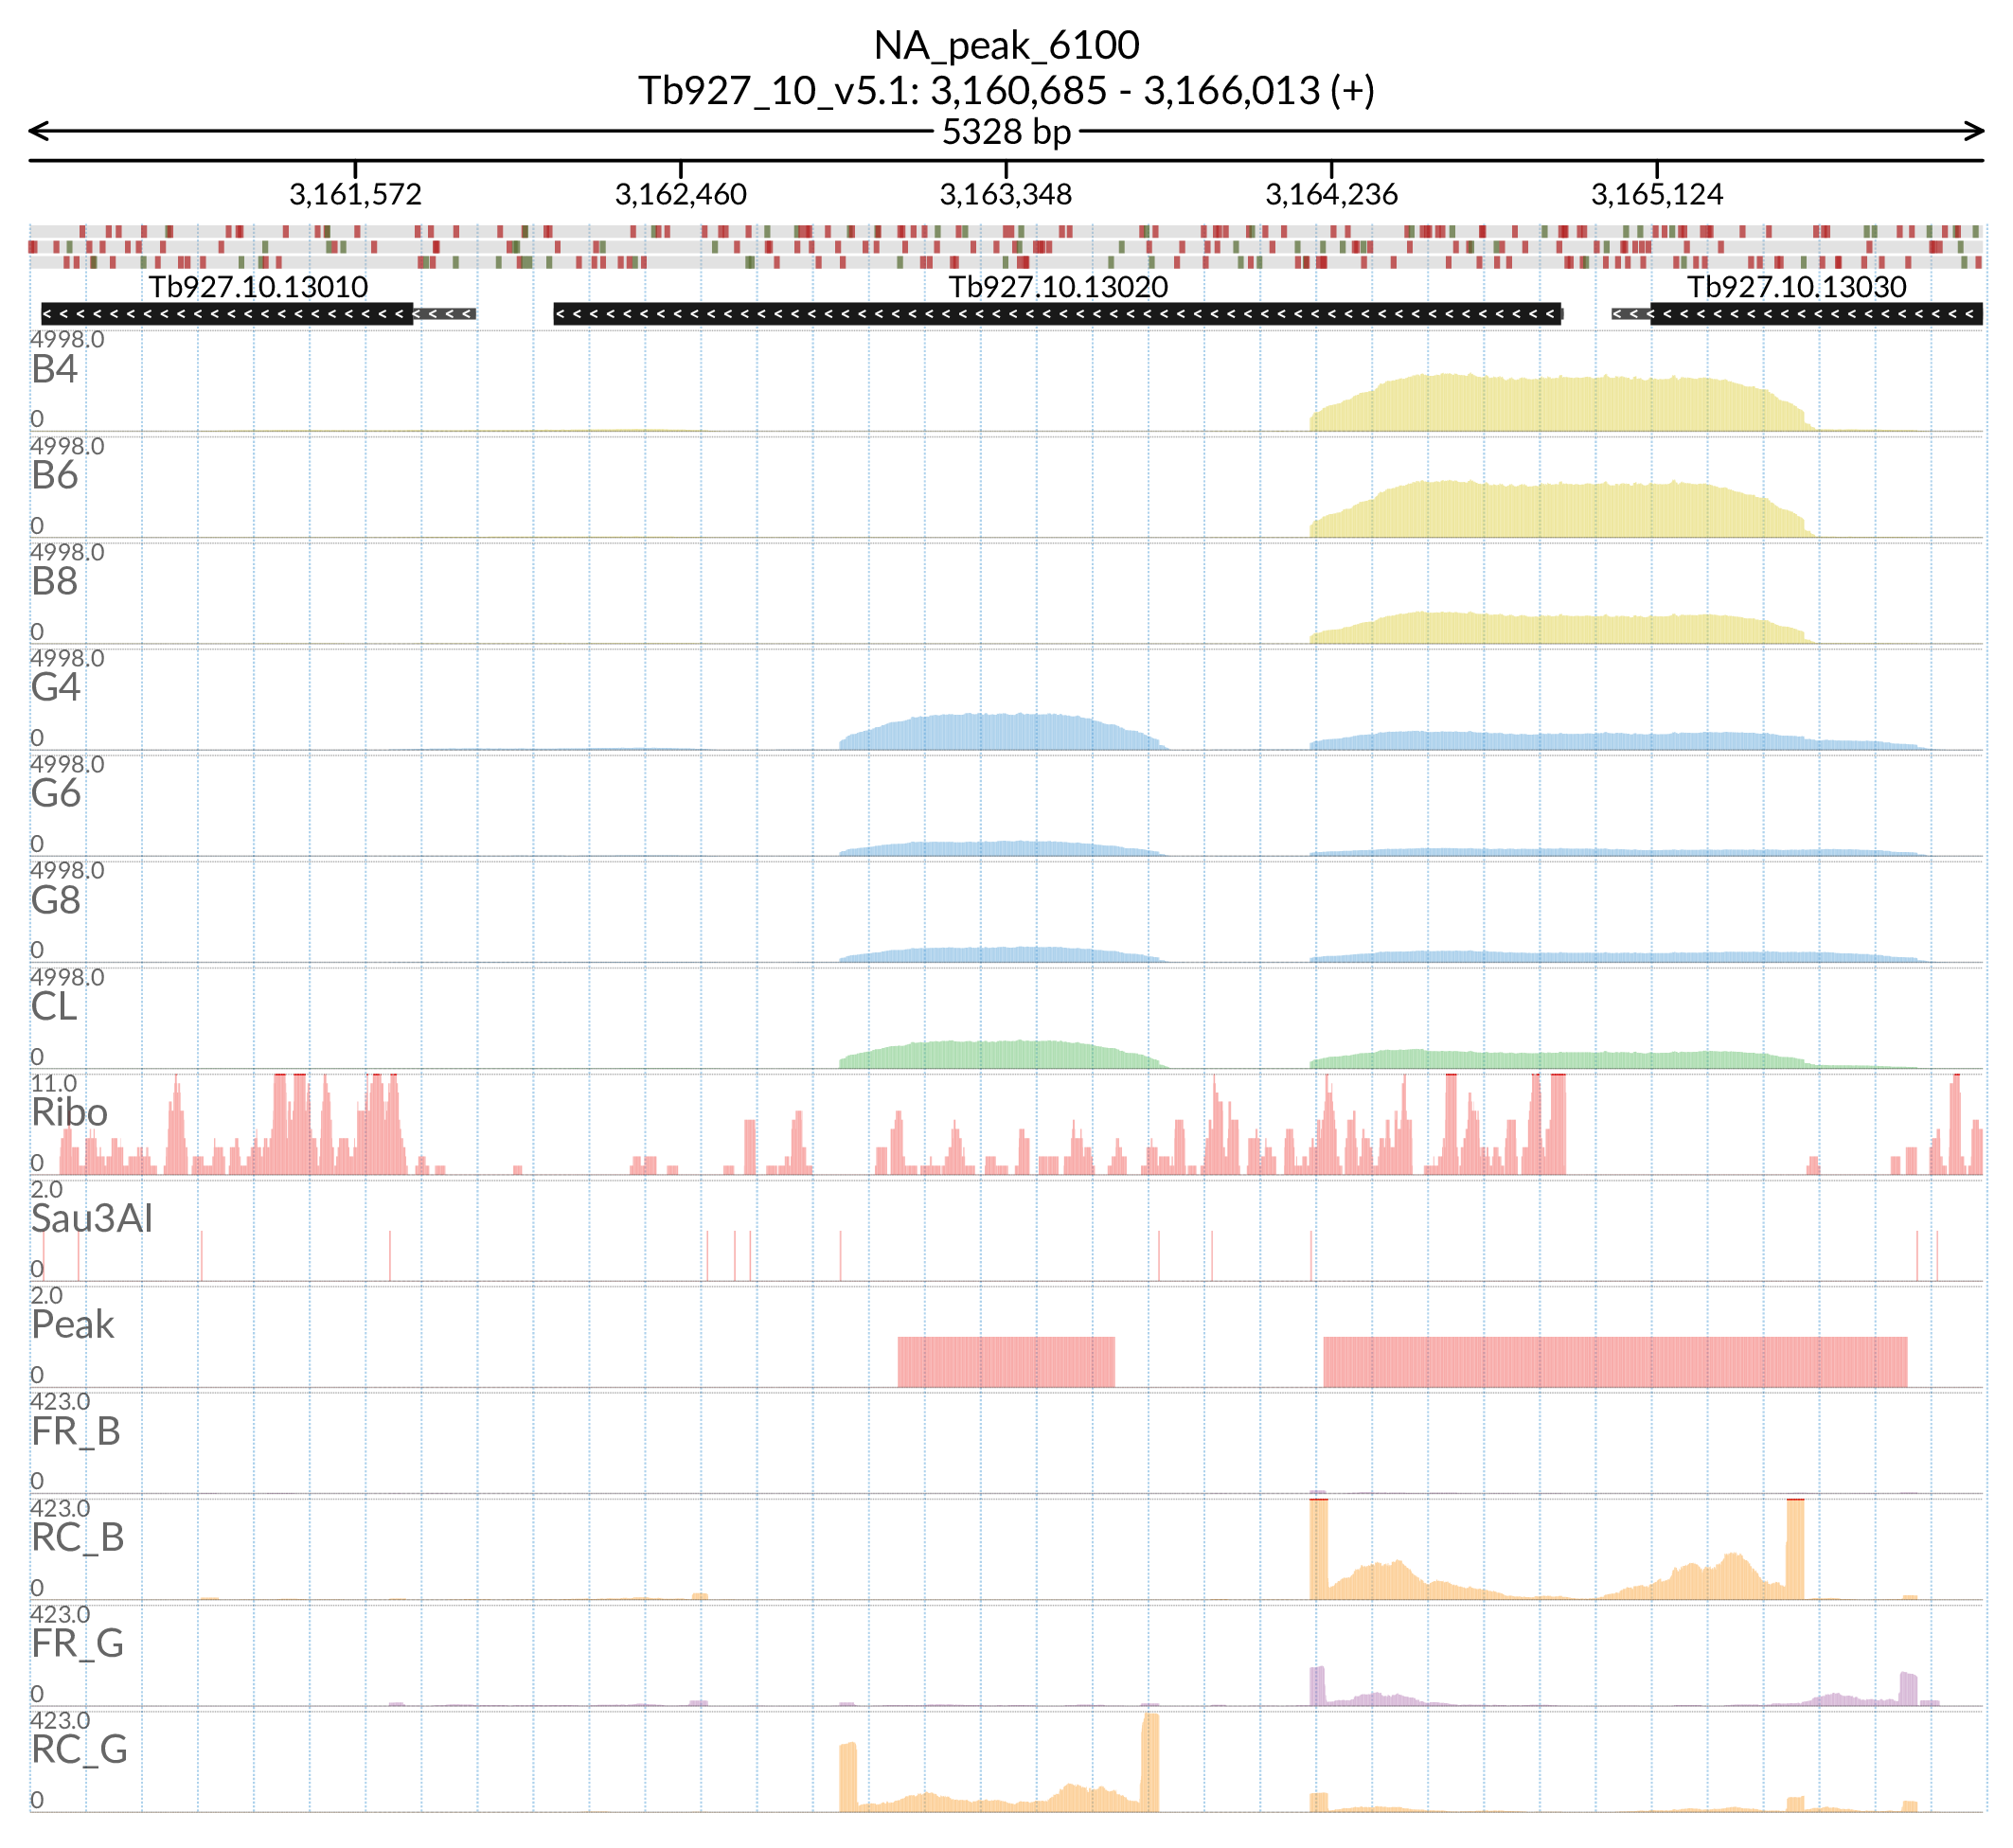 NA_peak_6100
Tb927_10_v5.1: 3,160,685 - 3,166,013 (+)
5328 bp
3,161,572 3,162,460 3,163,348 3,164,236 3,165,124
Tb927.10.13010 Tb927.10.13020 Tb927.10.13030
4998.0
B4
0
4998.0
B6
0
4998.0
B8
0
4998.0
G4
0
4998.0
G6
0
4998.0
G8
0
4998.0
CL
0
11.0
Ribo
0
2.0
Sau3AI
0
2.0
Peak
0
423.0
FR_B
0
423.0
RC_B
0
423.0
FR_G
0
423.0
RC_G
0